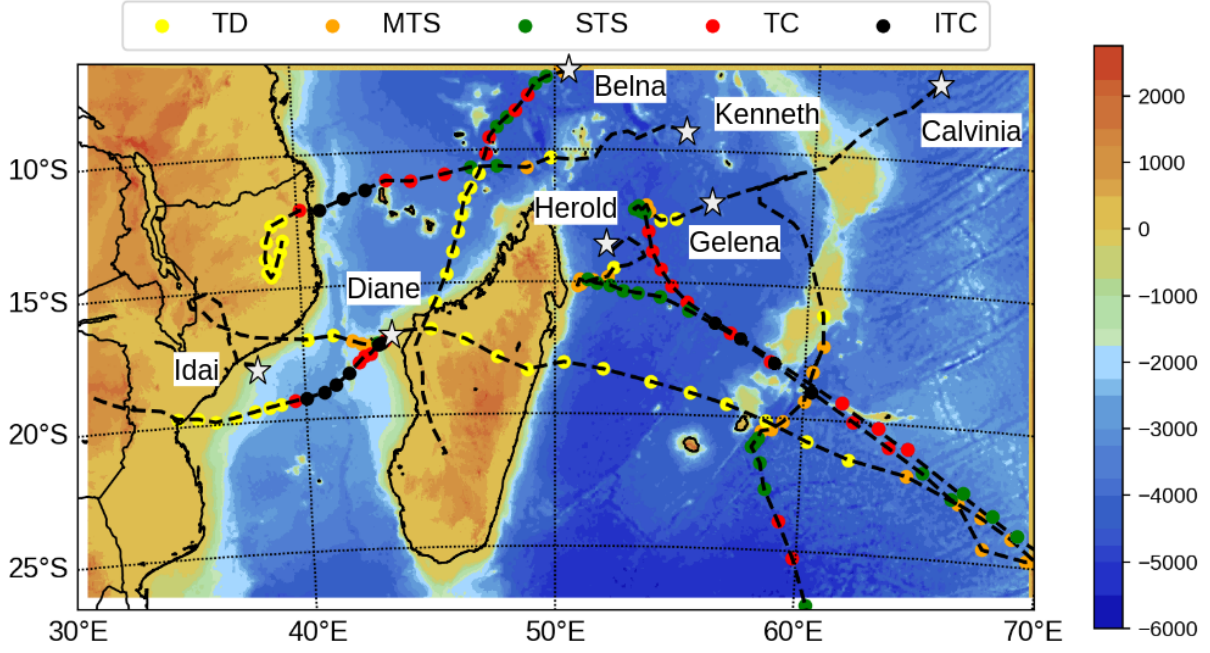 TD MTS STS TC ITC
Belna
Kenneth
Calvinia
Herold
Gelena
Diane
Idai
10°S
15°S
20°S
25°S
30°E 40°E 50°E 60°E 70°E
2000
1000
0
−1000
−2000
−3000
−4000
−5000
−6000